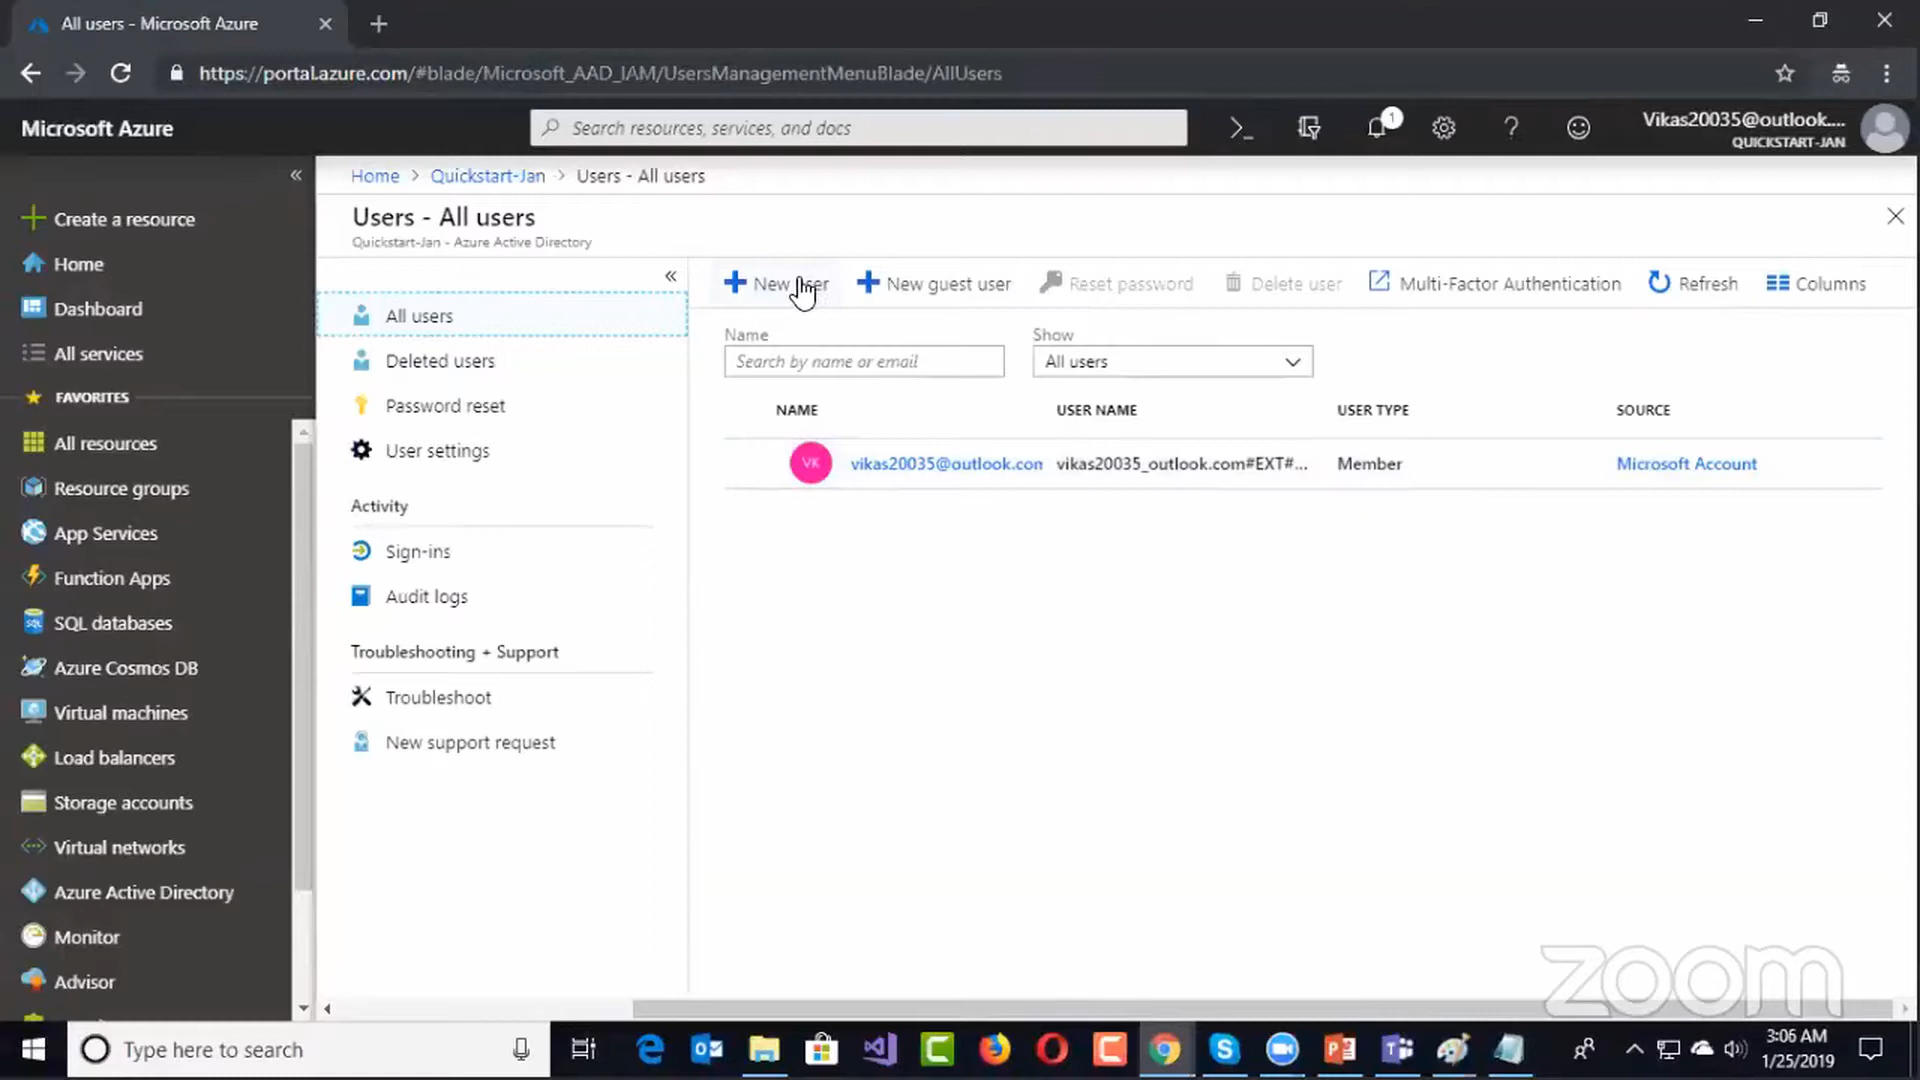 All users - Microsoft Azure
https://portal.azure.com/#blade/Microsoft_AAD_IAM/UsersManagementMenuBlade/AllUsers
Microsoft Azure
Search resources, services, and docs
1
Vikas20035@outlook....
QUICKSTART-JAN
Home > Quickstart-Jan > Users - All users
Users - All users
Quickstart-Jan - Azure Active Directory
Create a resource
Home
Dashboard
All services
FAVORITES
All resources
Resource groups
App Services
Function Apps
SQL databases
Azure Cosmos DB
Virtual machines
Load balancers
Storage accounts
Virtual networks
Azure Active Directory
Monitor
Advisor
All users
Deleted users
Password reset
User settings
Activity
Sign-ins
Audit logs
Troubleshooting + Support
Troubleshoot
New support request
New user
New guest user
Reset password
Delete user
Multi-Factor Authentication
Refresh
Columns
Name
Show
Search by name or email
All users
NAME USER NAME USER TYPE SOURCE
VK vikas20035@outlook.com vikas20035_outlook.com#EXT#... Member Microsoft Account
zoom
Type here to search
3:06 AM
1/25/2019